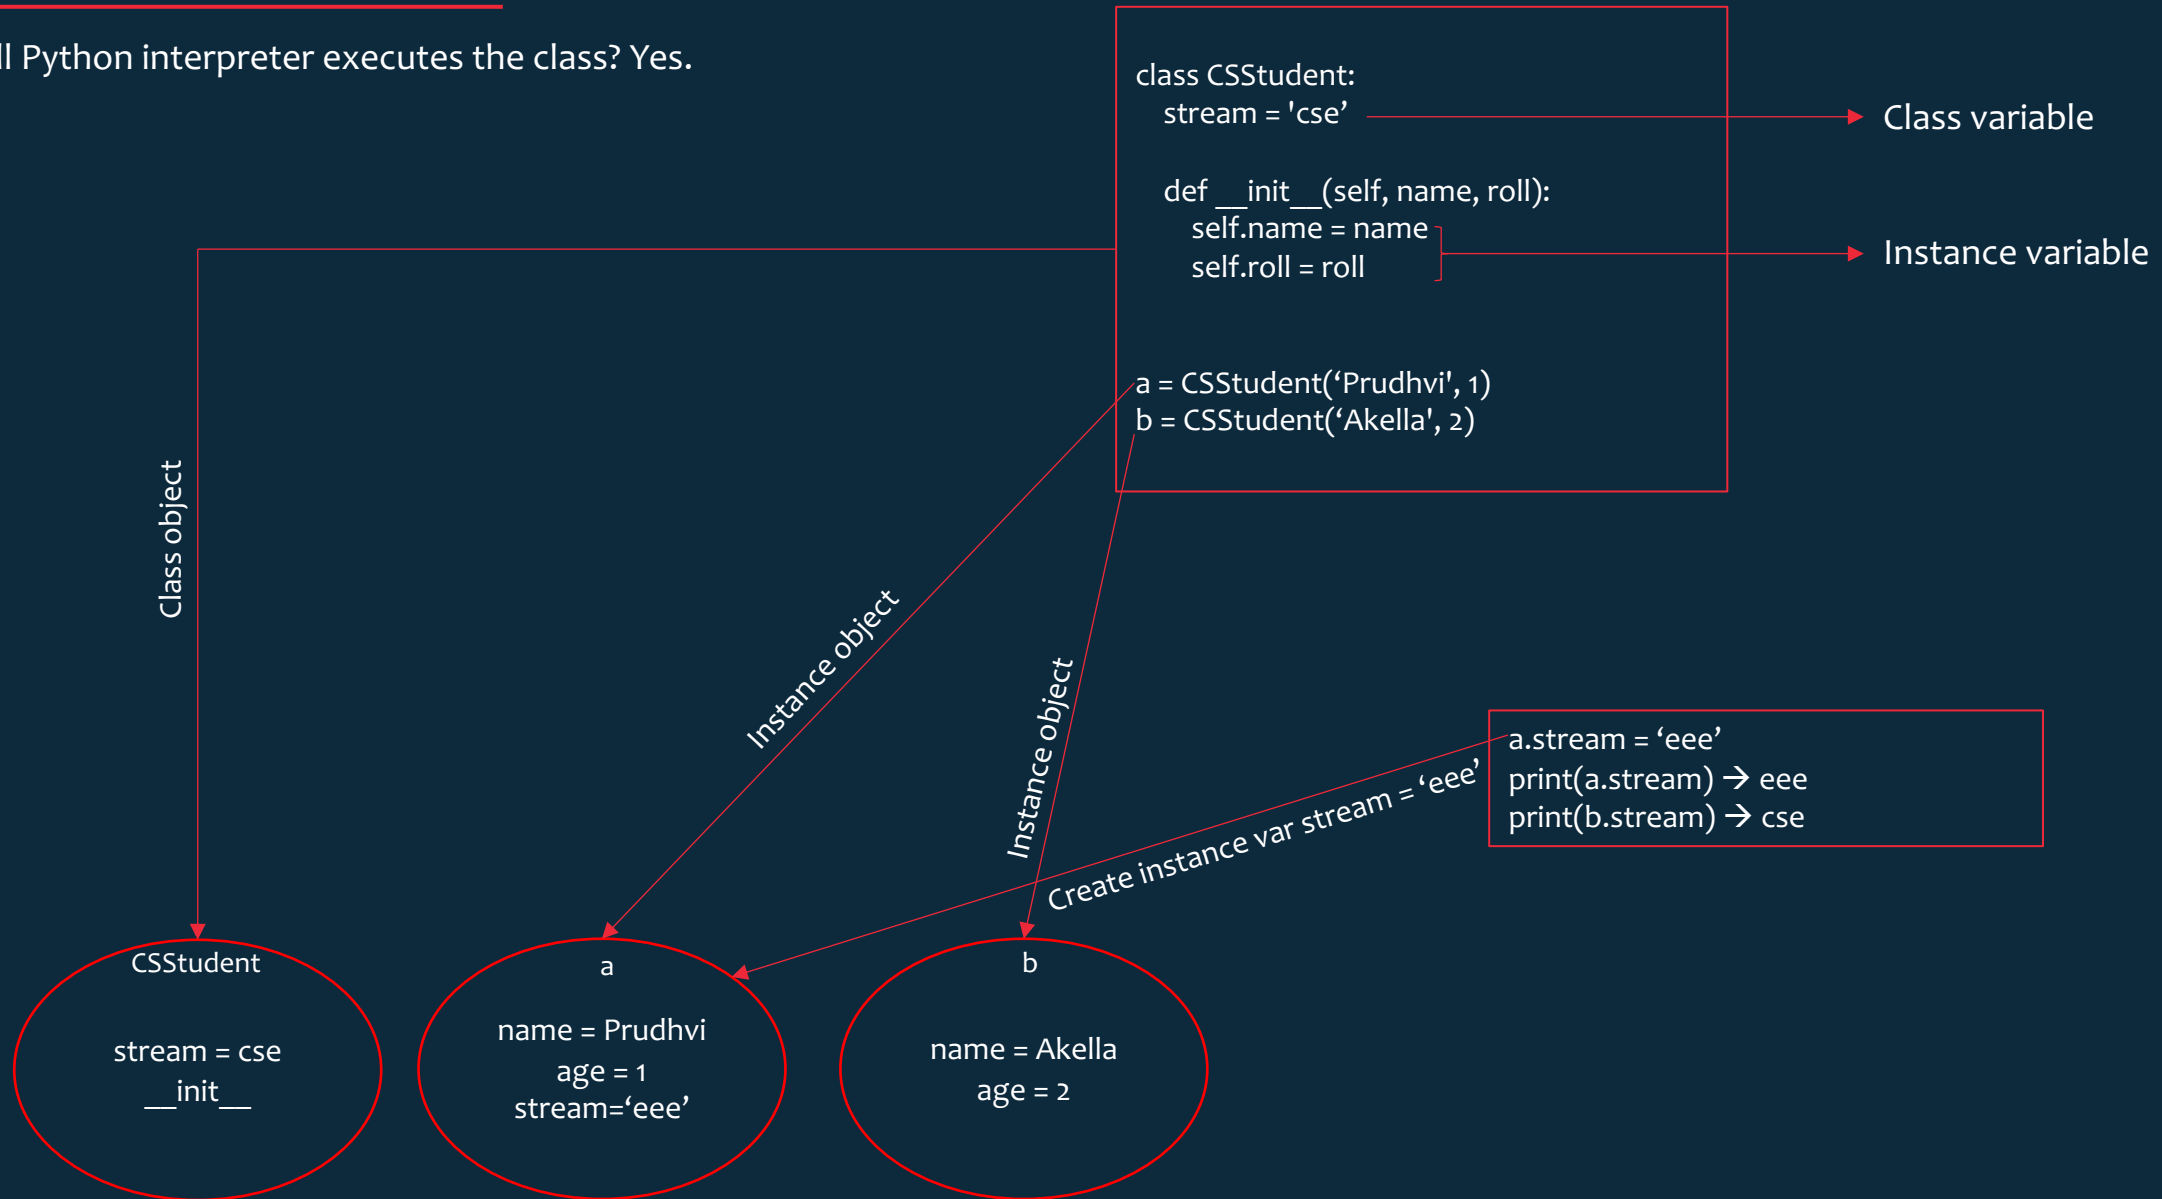 Python interpreter executes the class? Yes.
class CSStudent:
stream = 'cse’
def __init__(self, name, roll):
self.name = name
self.roll = roll
a = CSStudent(‘Prudhvi', 1)
b = CSStudent(‘Akella', 2)
Class variable
Instance variable
Class object
Instance object
Instance object
Create instance var stream = ‘eee’
a.stream = ‘eee’
print(a.stream) → eee
print(b.stream) → cse
CSStudent
stream = cse
__init__
a
name = Prudhvi
age = 1
stream=‘eee’
b
name = Akella
age = 2